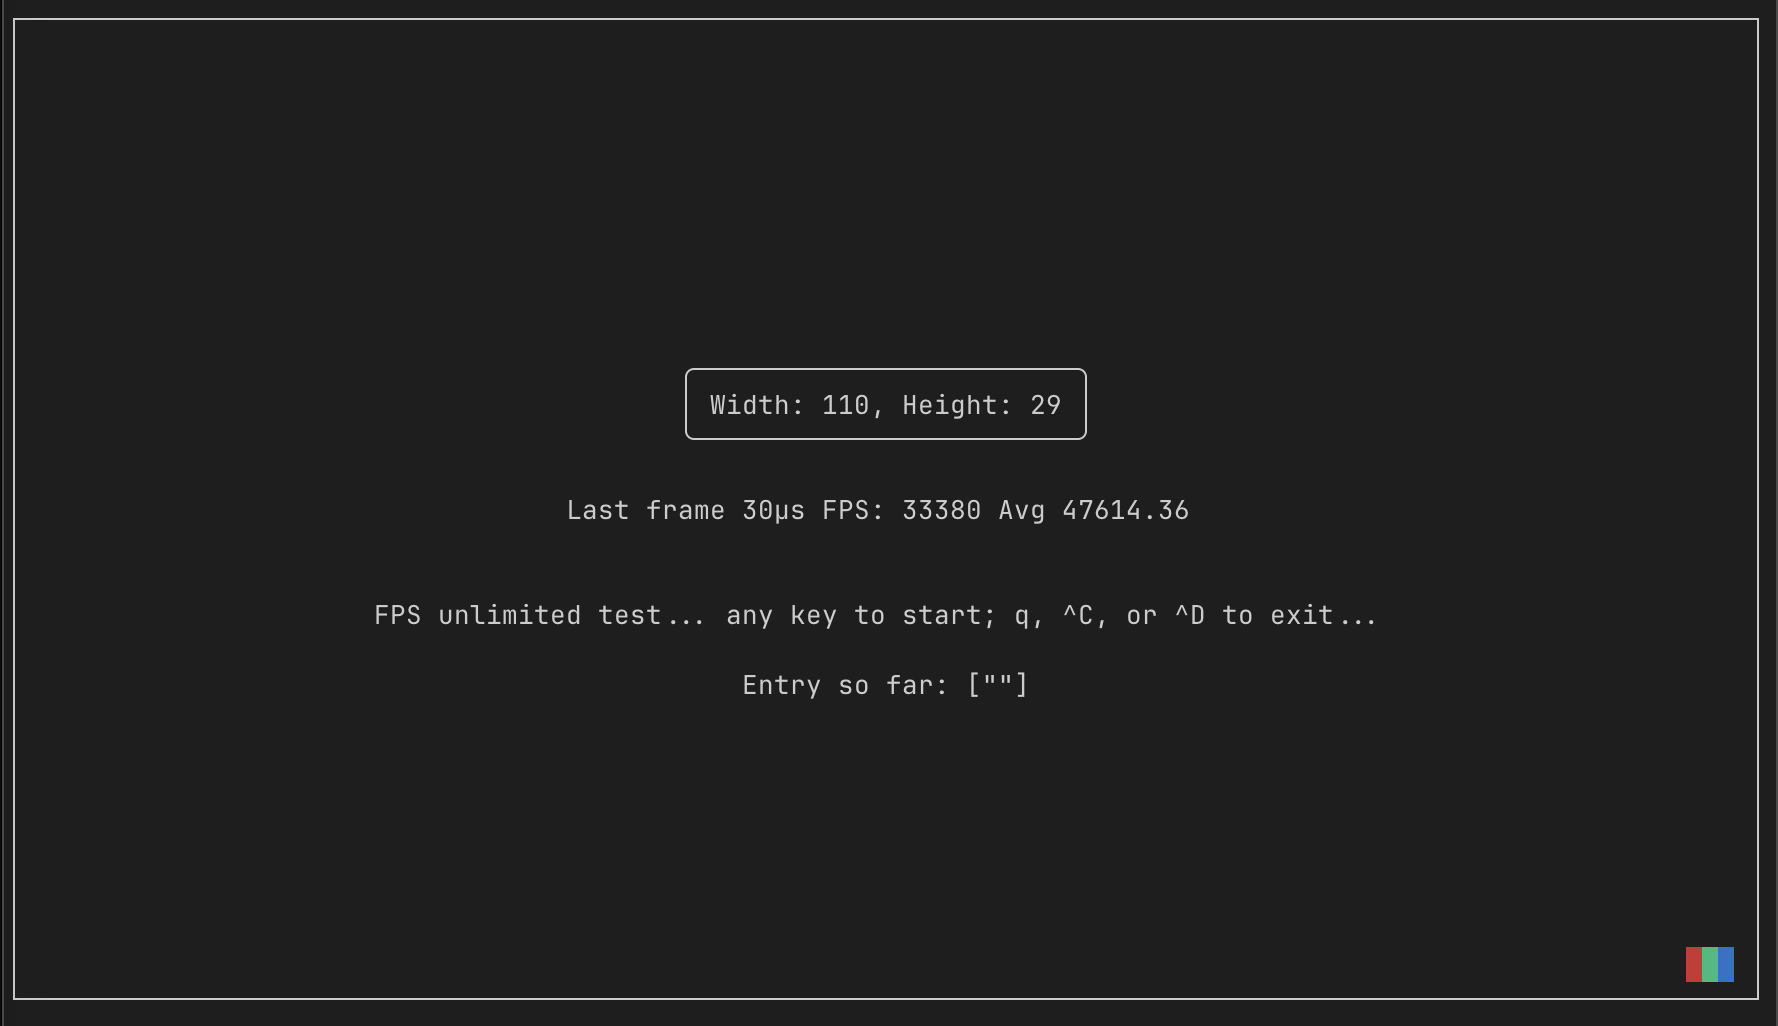 Width: 110, Height: 29
Last frame 30µs FPS: 33380 Avg 47614.36
FPS unlimited test... any key to start; q, ^C, or ^D to exit...
Entry so far: [""]